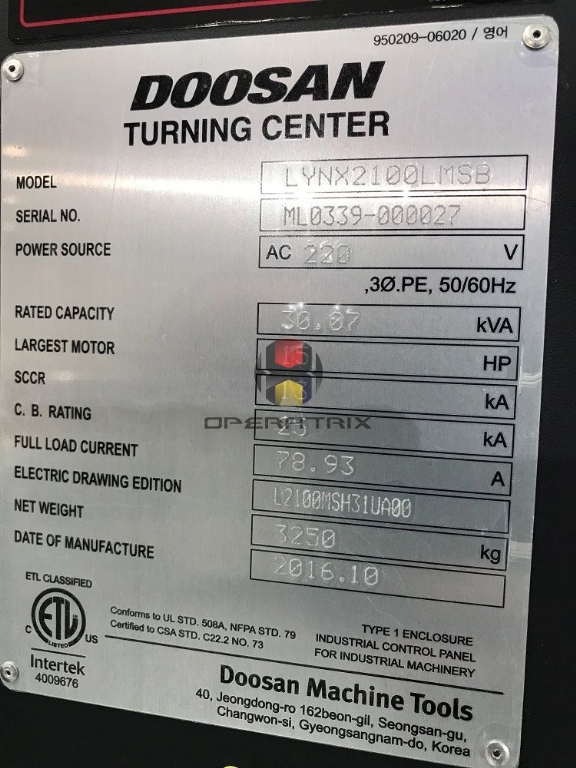 950209-06020 / 영어
DOOSAN
TURNING CENTER
MODEL LYNX2100LMSB
SERIAL NO. ML0339-000027
POWER SOURCE AC 220 V
,3Ø.PE, 50/60Hz
RATED CAPACITY 30.07 kVA
LARGEST MOTOR 15 HP
SCCR 13 kA
C. B. RATING 25 kA
FULL LOAD CURRENT 78.93 A
ELECTRIC DRAWING EDITION L2100MSH31UA00
NET WEIGHT 3250 kg
DATE OF MANUFACTURE 2016.10
OPERATRIX
ETL CLASSIFIED
ETL
LISTED
C US
Intertek
4009676
Conforms to UL STD. 508A, NFPA STD. 79
Certified to CSA STD. C22.2 NO. 73
TYPE 1 ENCLOSURE
INDUSTRIAL CONTROL PANEL
FOR INDUSTRIAL MACHINERY
Doosan Machine Tools
40, Jeongdong-ro 162beon-gil, Seongsan-gu,
Changwon-si, Gyeongsangnam-do, Korea